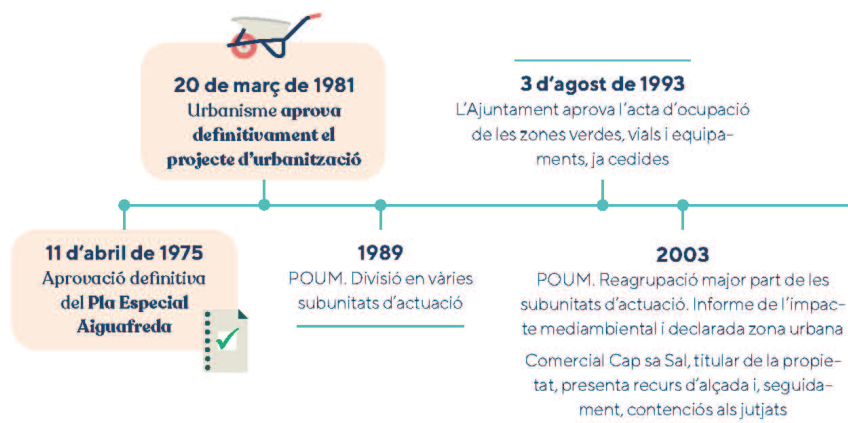 20 de març de 1981
Urbanisme aprova
definitivament el
projecte d'urbanització
3 d'agost de 1993
L'Ajuntament aprova l'acta d'ocupació
de les zones verdes, vials i equipa-
ments, ja cedides
11 d'abril de 1975
Aprovació definitiva
del Pla Especial
Aiguafreda
1989
POUM. Divisió en vàries
subunitats d'actuació
2003
POUM. Reagrupació major part de les
subunitats d'actuació. Informe de l'impac-
te mediambiental i declarada zona urbana
Comercial Cap sa Sal, titular de la propie-
tat, presenta recurs d'alçada i, seguida-
ment, contenciós als jutjats